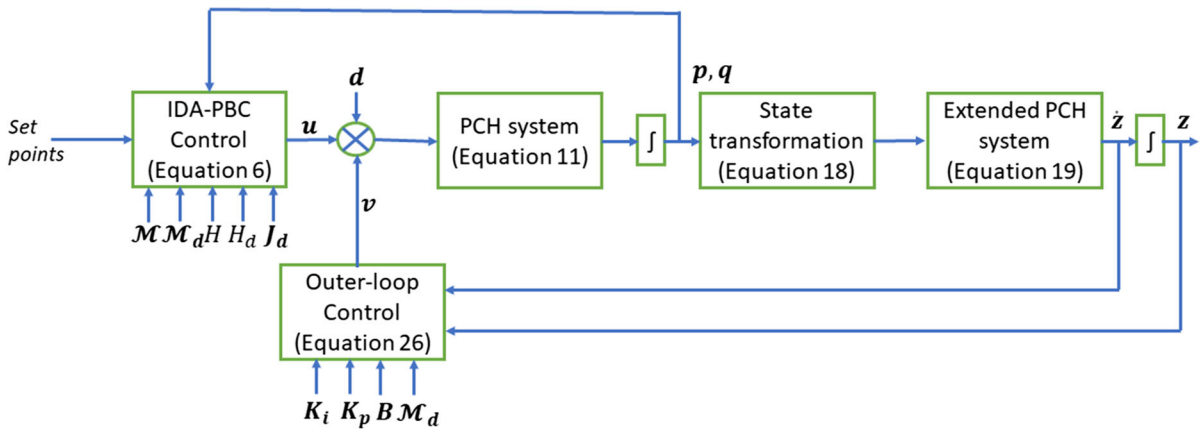 p, q
d
IDA-PBC
Control
(Equation 6)
Set
points
u
PCH system
(Equation 11)
∫
State
transformation
(Equation 18)
Extended PCH
system
(Equation 19)
ż
∫
z
v
ℳ ℳd H Hd Jd
Outer-loop
Control
(Equation 26)
Ki Kp B ℳd